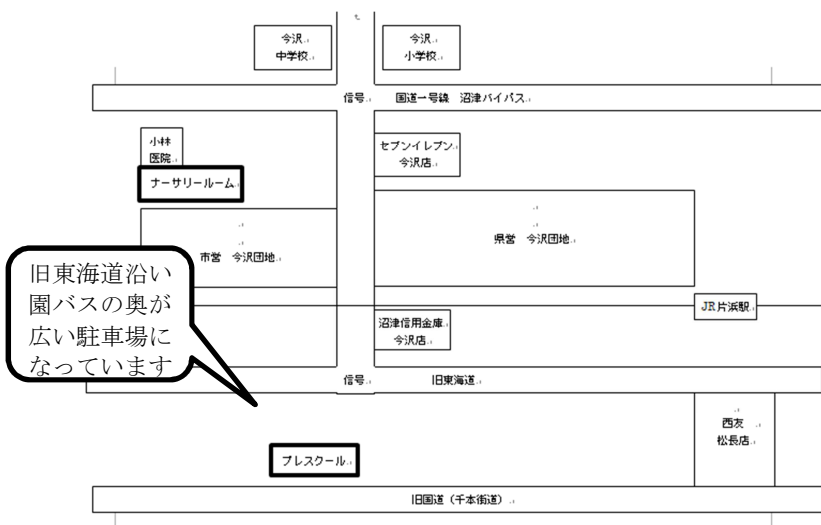 今沢
中学校
今沢
小学校
信号 国道一号線 沼津バイパス
小林
医院
セブンイレブン
今沢店
ナーサリールーム
市営 今沢団地
県営 今沢団地
旧東海道沿い
園バスの奥が
広い駐車場に
なっています
JR片浜駅
沼津信用金庫
今沢店
信号 旧東海道
西友
松長店
プレスクール
旧国道（千本街道）